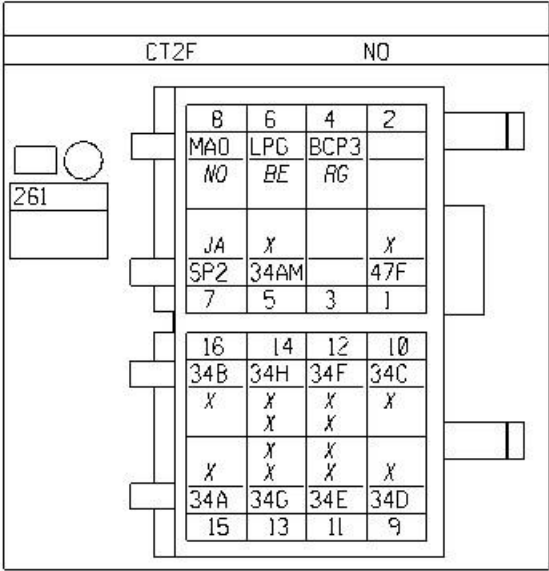 CT2F NO
8 6 4 2
MAO LPG BCP3
NO BE RG
261
JA X X
SP2 34AM 47F
7 5 3 1
16 14 12 10
34B 34H 34F 34C
X X X X
X X
X X
X X X X
34A 34G 34E 34D
15 13 11 9